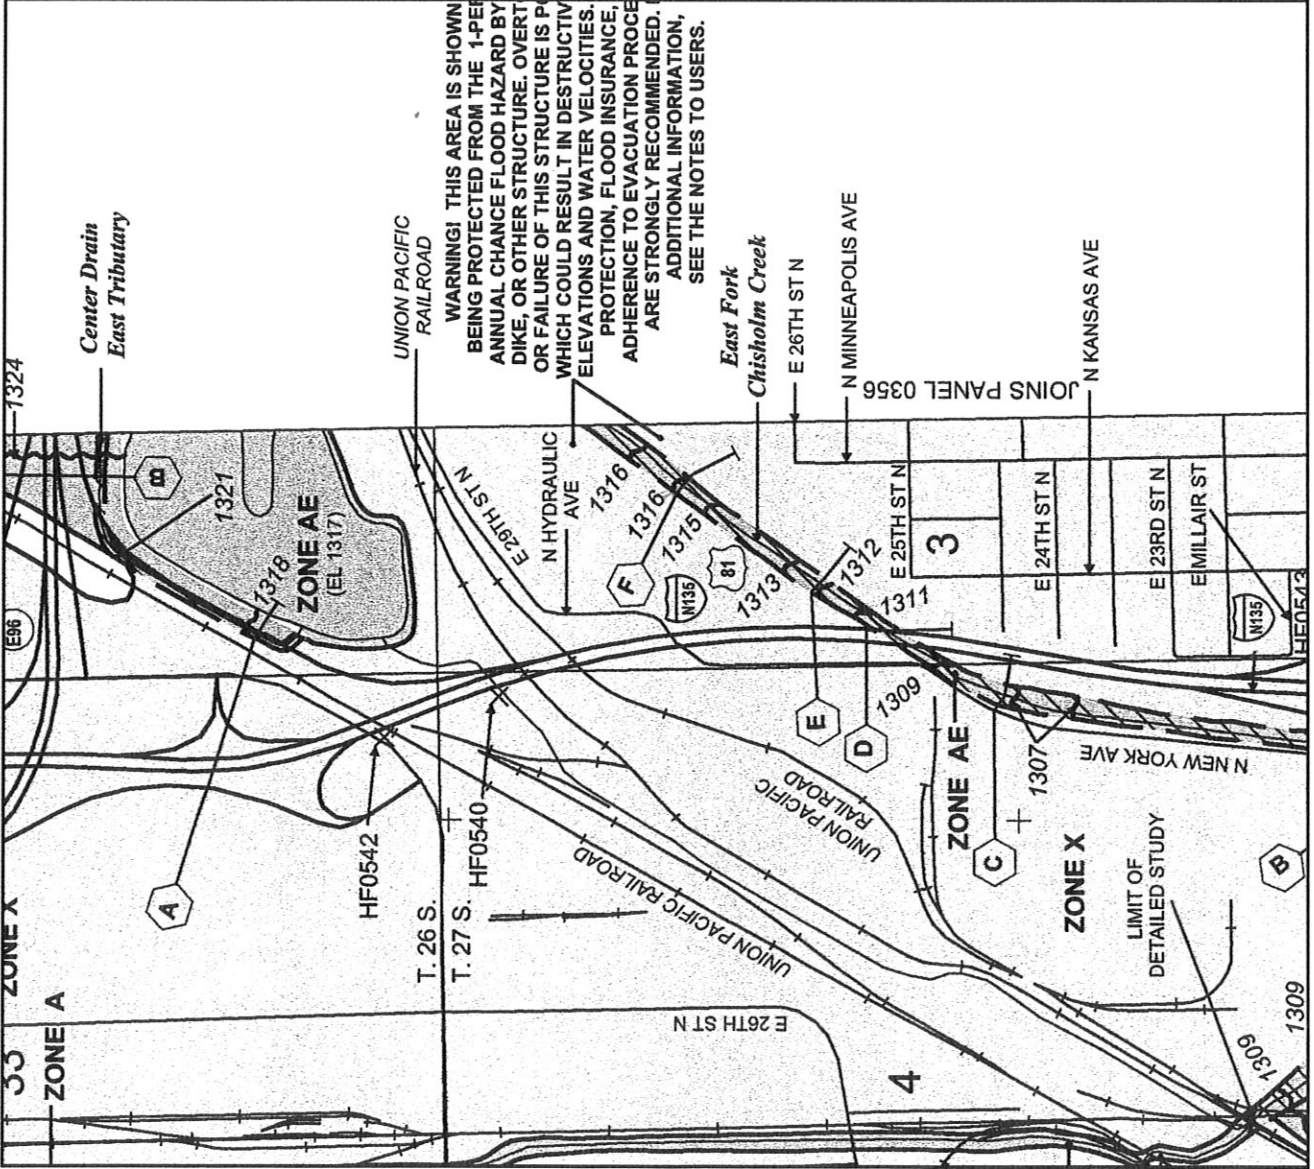 WARNING! THIS AREA IS SHOWN
BEING PROTECTED FROM THE 1-PER
ANNUAL CHANCE FLOOD HAZARD BY
DIKE, OR OTHER STRUCTURE. OVERT
OR FAILURE OF THIS STRUCTURE IS PO
WHICH COULD RESULT IN DESTRUCTIV
ELEVATIONS AND WATER VELOCITIES.
PROTECTION, FLOOD INSURANCE,
ADHERENCE TO EVACUATION PROCE
ARE STRONGLY RECOMMENDED.
ADDITIONAL INFORMATION,
SEE THE NOTES TO USERS.
1324
Center Drain
East Tributary
UNION PACIFIC
RAILROAD
East Fork
Chisholm Creek
E 26TH ST N
N MINNEAPOLIS AVE
JOINS PANEL 0356
N KANSAS AVE
B
1321
ZONE AE
(EL 1317)
1318
E96
E 29TH ST N
N HYDRAULIC
AVE
1316
1316
1315
F
N135
81
1313
1312
1311
E 25TH ST N
3
E 24TH ST N
E 23RD ST N
E MILLAIR ST
N135
HF0543
E
D
1309
ZONE AE
C
1307
N NEW YORK AVE
A
HF0542
HF0540
T. 26 S.
T. 27 S.
UNION PACIFIC RAILROAD
UNION PACIFIC
RAILROAD
ZONE X
LIMIT OF
DETAILED STUDY
B
33
ZONE X
ZONE A
E 26TH ST N
4
1309
1309